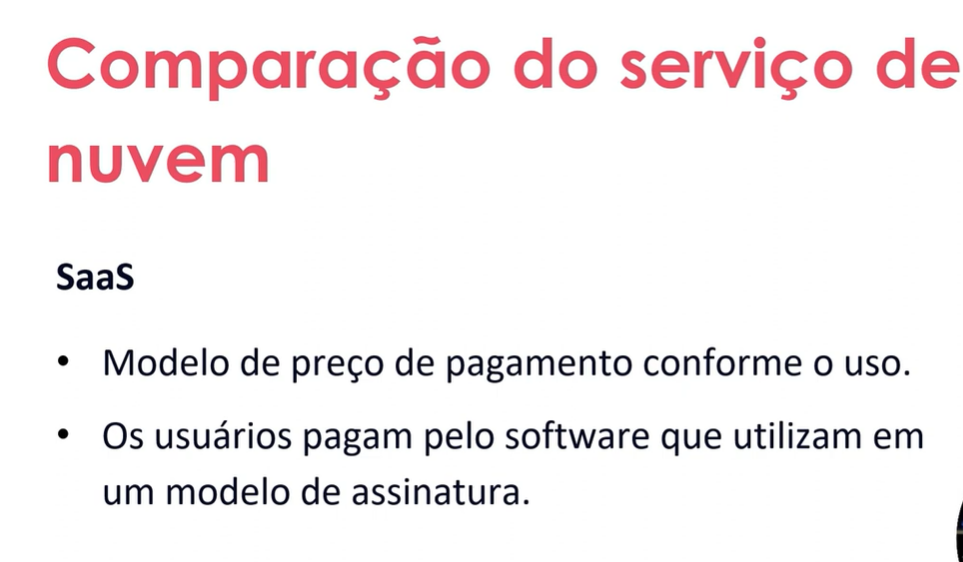 Comparação do serviço de
nuvem
SaaS
• Modelo de preço de pagamento conforme o uso.
• Os usuários pagam pelo software que utilizam em
um modelo de assinatura.